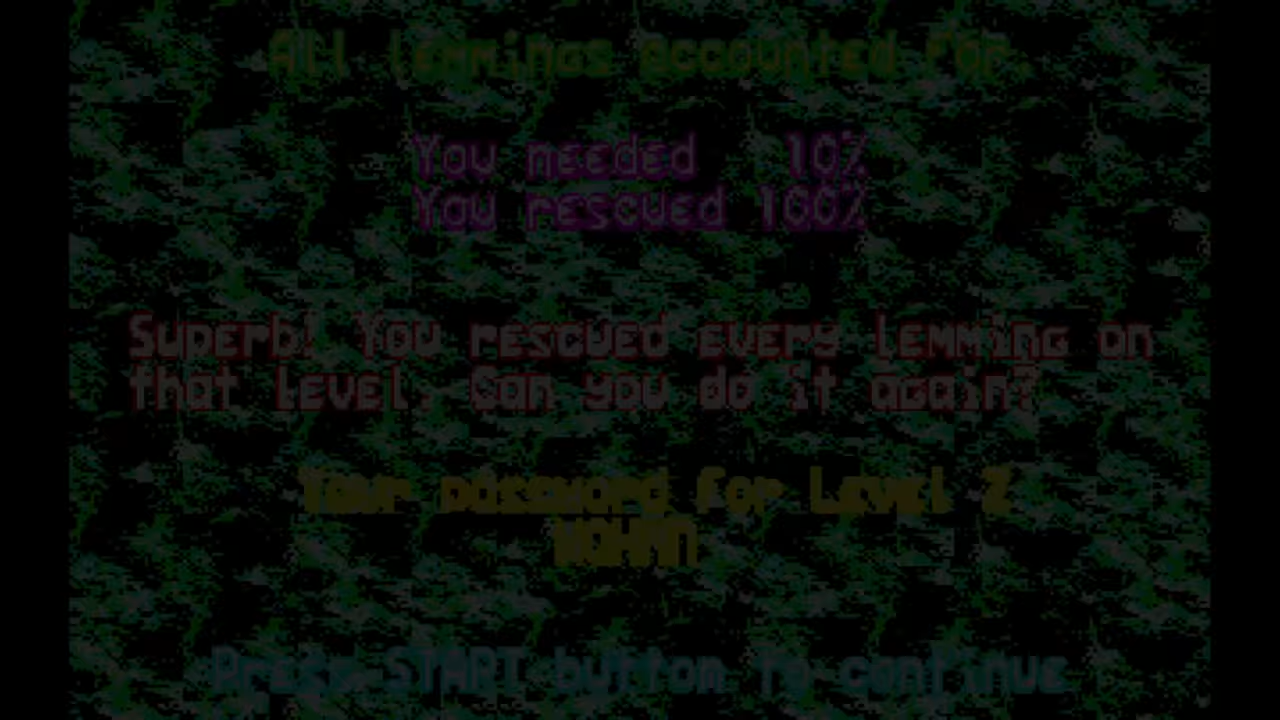 All lemmings accounted for.
You needed 10%
You rescued 100%
Superb! You rescued every lemming on
that level. Can you do it again?
Your password for Level 2
Press START button to continue